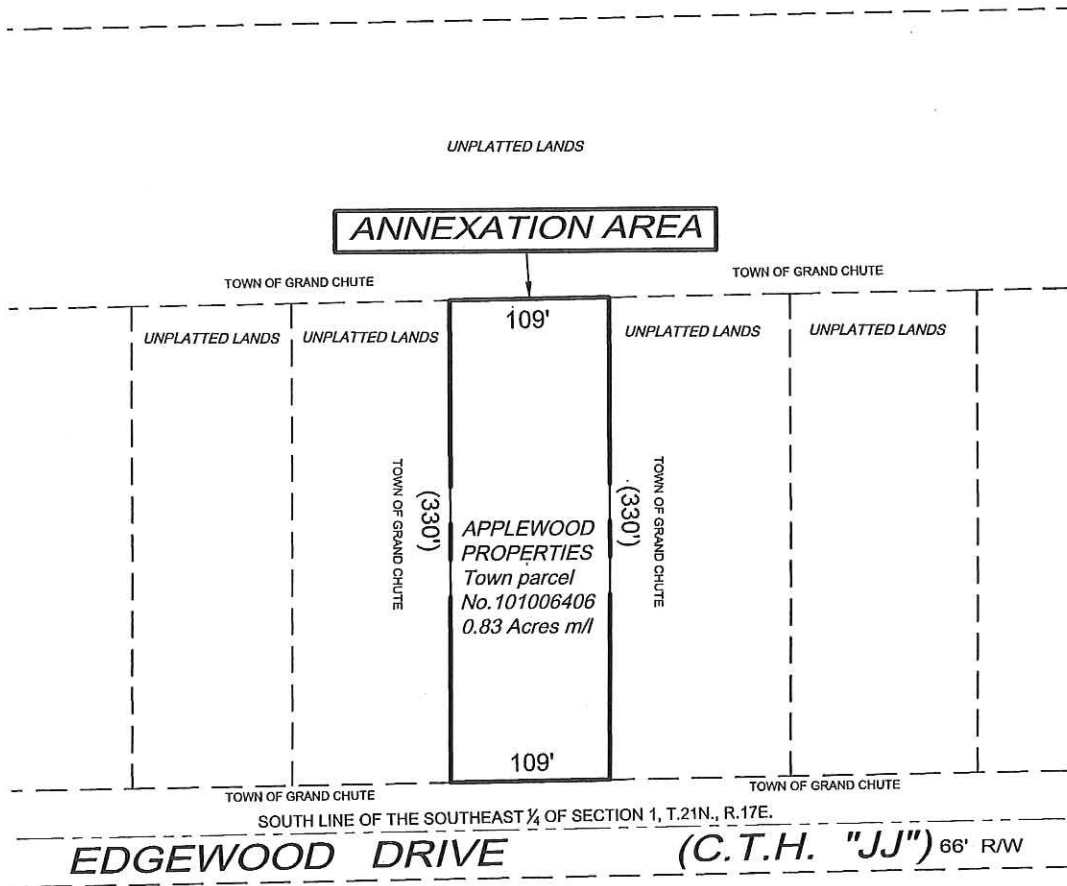 UNPLATTED LANDS
ANNEXATION AREA
TOWN OF GRAND CHUTE
TOWN OF GRAND CHUTE
109'
UNPLATTED LANDS
UNPLATTED LANDS
UNPLATTED LANDS
UNPLATTED LANDS
TOWN OF GRAND CHUTE
(330')
(330')
TOWN OF GRAND CHUTE
APPLEWOOD
PROPERTIES
Town parcel
No.101006406
0.83 Acres m/l
109'
TOWN OF GRAND CHUTE
TOWN OF GRAND CHUTE
SOUTH LINE OF THE SOUTHEAST ¼ OF SECTION 1, T.21N., R.17E.
EDGEWOOD DRIVE (C.T.H. "JJ") 66' R/W